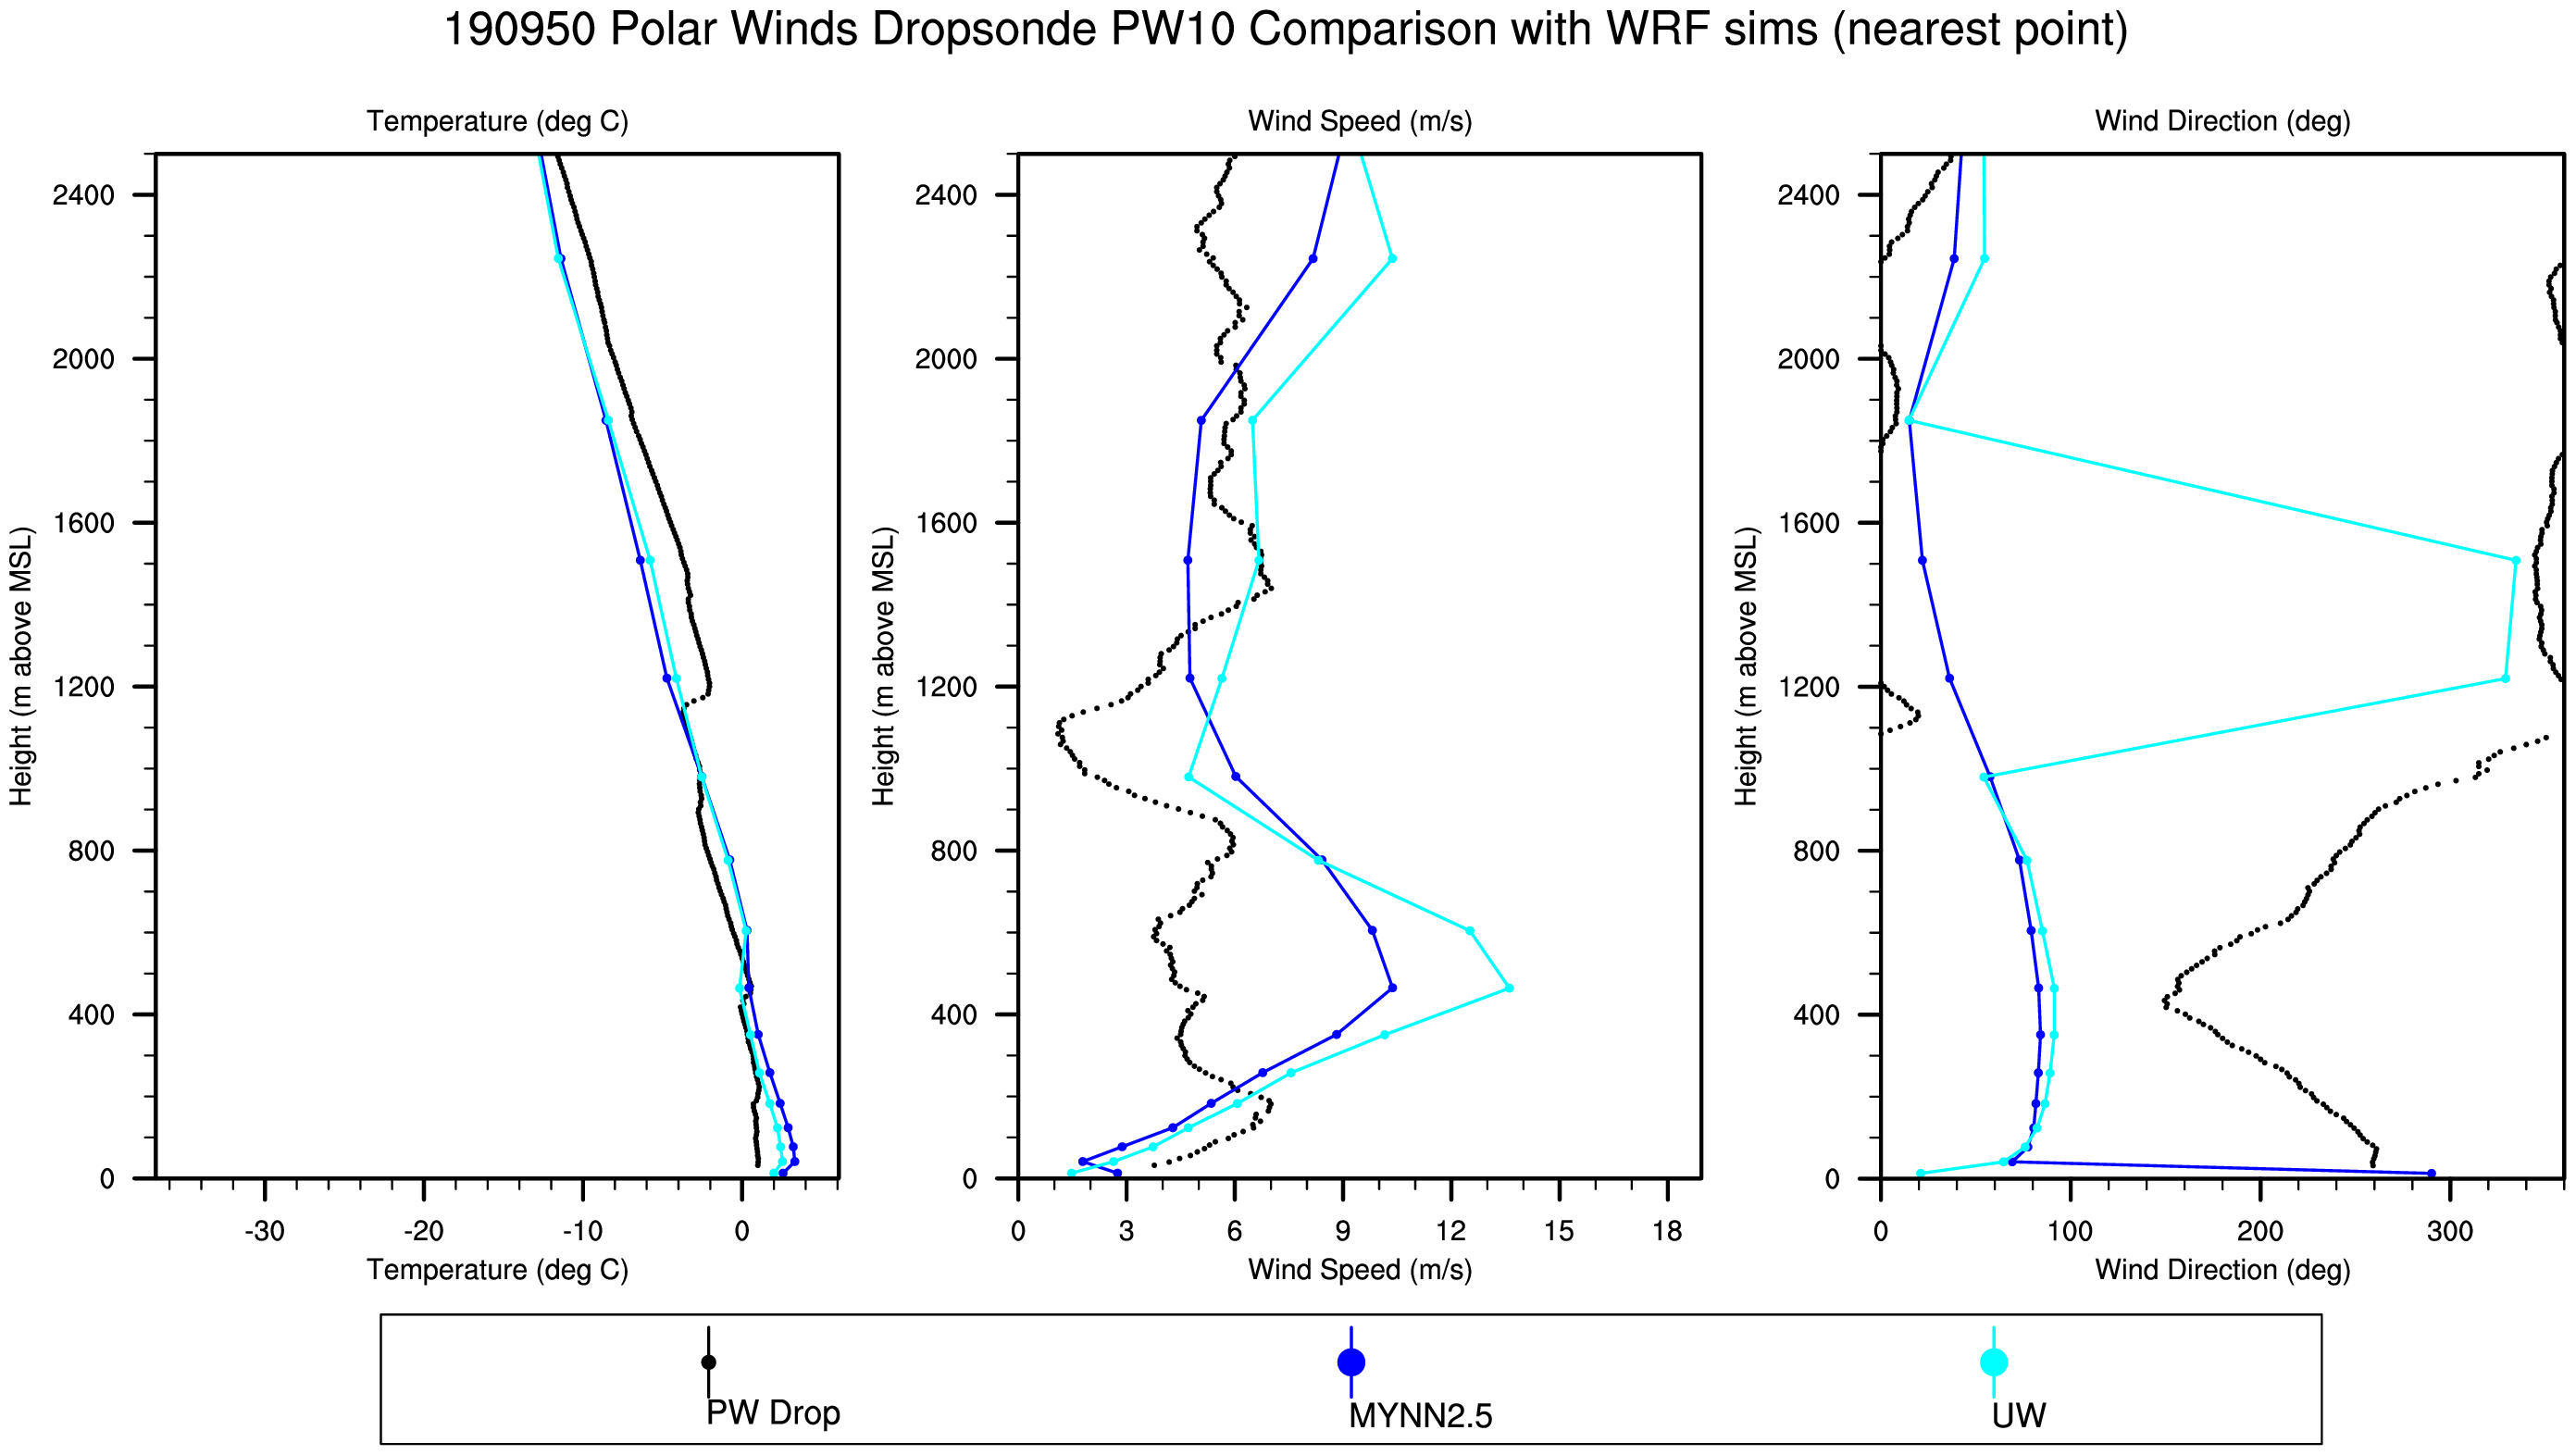 190950 Polar Winds Dropsonde PW10 Comparison with WRF sims (nearest point)
Temperature (deg C)
Wind Speed (m/s)
Wind Direction (deg)
Height (m above MSL)
2400
2000
1600
1200
800
400
0
-30
-20
-10
0
Temperature (deg C)
Height (m above MSL)
2400
2000
1600
1200
800
400
0
0
3
6
9
12
15
18
Wind Speed (m/s)
Height (m above MSL)
2400
2000
1600
1200
800
400
0
0
100
200
300
Wind Direction (deg)
PW Drop
MYNN2.5
UW